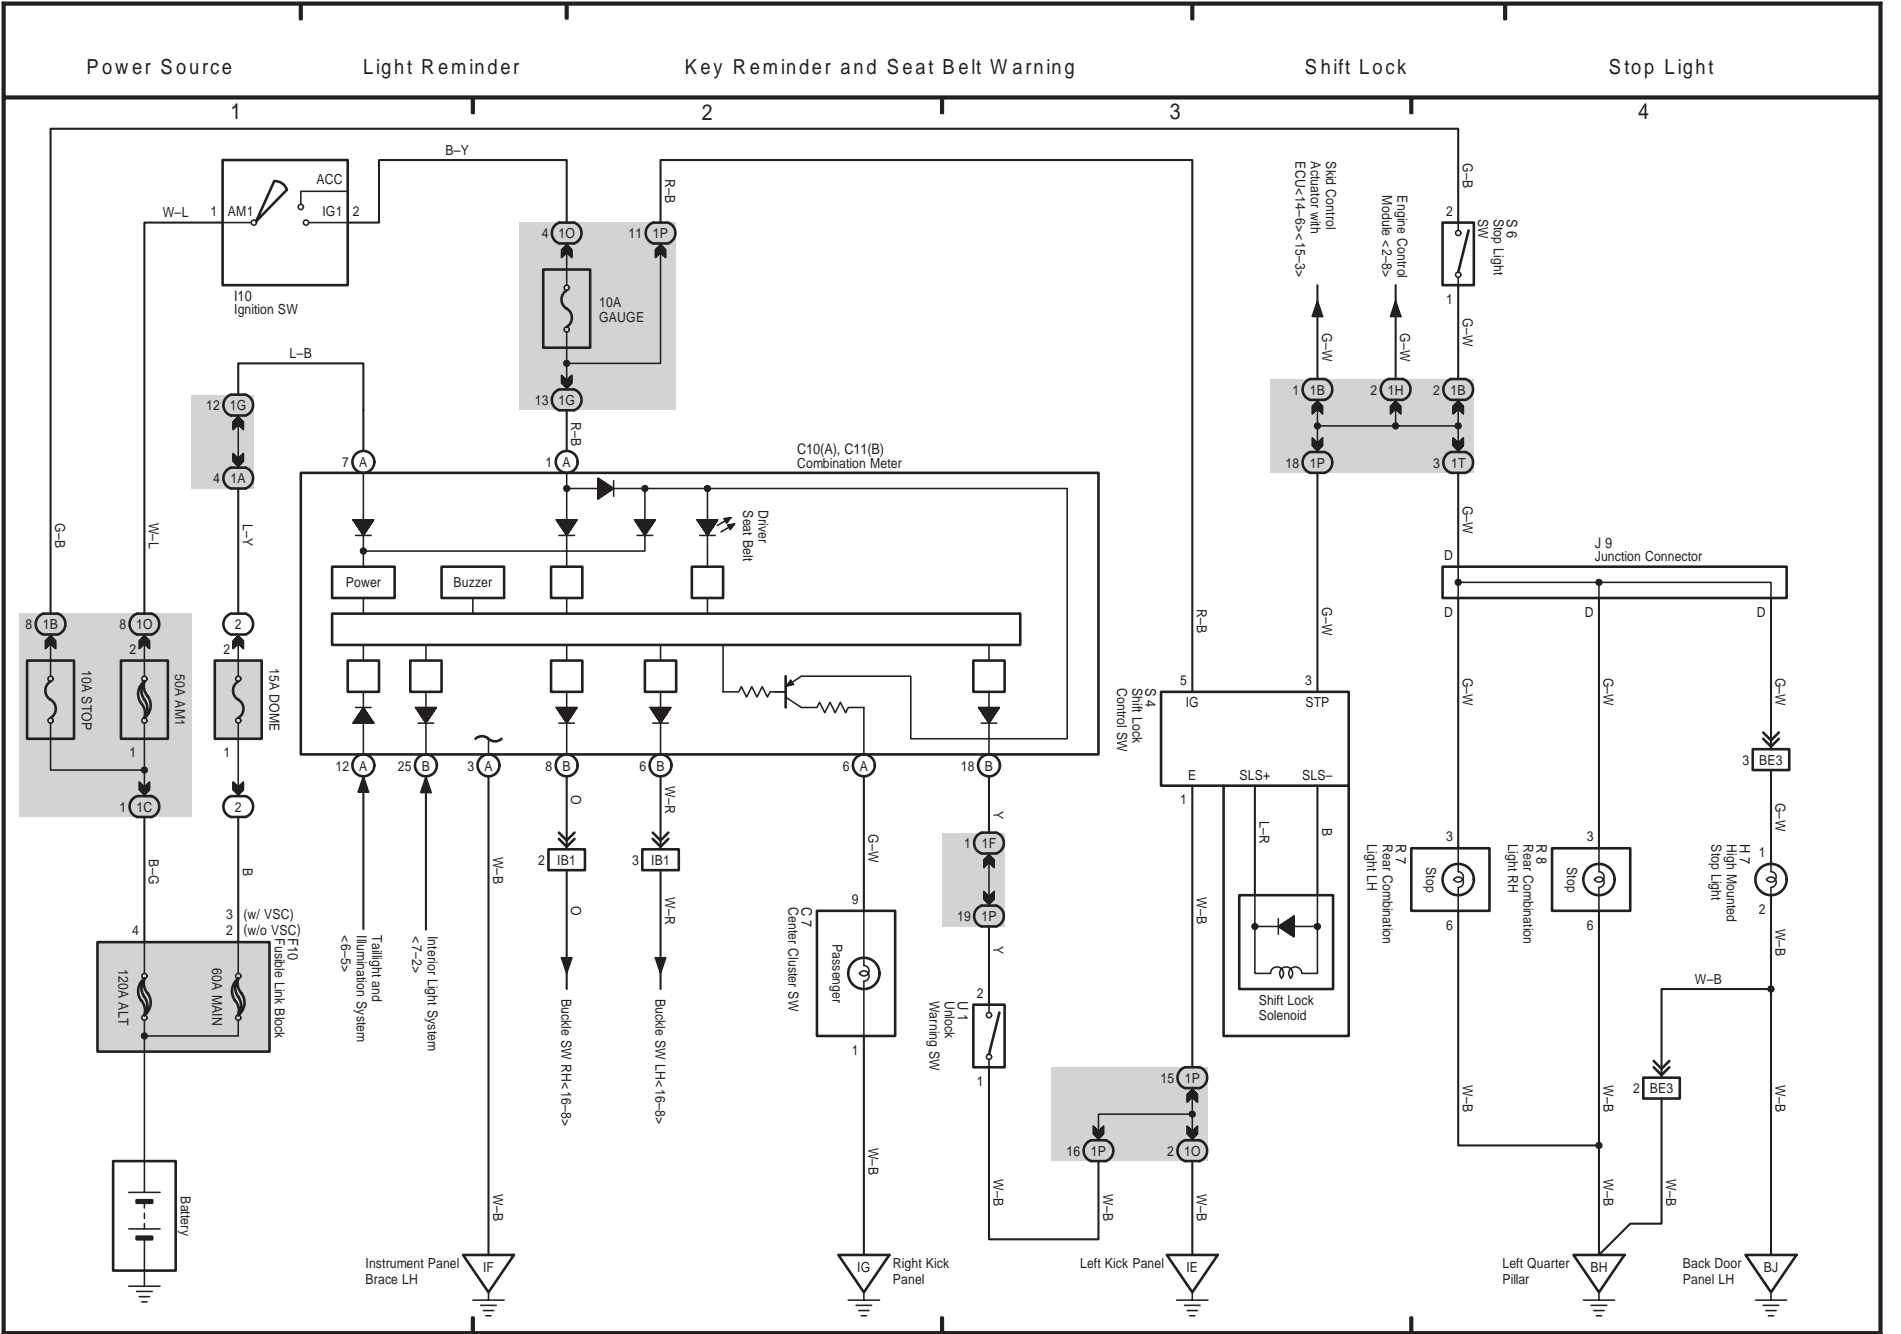 Power Source
Light Reminder
Key Reminder and Seat Belt Warning
Shift Lock
Stop Light
1
2
3
4
B–Y
W–L
1
AM1
ACC
IG1
2
I10
Ignition SW
R–B
4
1O
11
1P
10A
GAUGE
13
1G
R–B
L–B
12
1G
4
1A
L–Y
G–B
W–L
Skid Control
Actuator with
ECU<14–6><15–3>
Engine Control
Module <2–8>
G–B
2
S 6
Stop Light
SW
1
G–W
G–W
G–W
1
1B
2
1H
2
1B
18
1P
3
1T
G–W
7
A
1
A
C10(A), C11(B)
Combination Meter
Driver
Seat Belt
Power
Buzzer
D
J 9
Junction Connector
D
D
D
8
1B
8
1O
2
2
2
10A STOP
50A AM1
15A DOME
1
1
1
1C
2
R–B
G–W
5
3
S 4
Shift Lock
Control SW
IG
STP
E
SLS+
SLS–
1
L–R
B
Shift Lock
Solenoid
12
A
25
B
3
A
8
B
6
B
6
A
18
B
O
W–R
Y
2
IB1
3
IB1
O
W–R
1
1F
19
1P
Y
W–B
G–W
9
C 7
Center Cluster SW
Passenger
1
2
U 1
Unlock
Warning SW
1
W–B
G–W
G–W
G–W
3
BE3
G–W
3
R 7
Rear Combination
Light LH
Stop
6
3
R 8
Rear Combination
Light RH
Stop
6
1
H 7
High Mounted
Stop Light
2
W–B
W–B
B–G
B
3
(w/ VSC)
2
(w/o VSC)
4
F10
Fusible Link Block
120A ALT
60A MAIN
Taillight and
Illumination System
<6–5>
Interior Light System
<7–2>
Buckle SW RH<16–8>
Buckle SW LH<16–8>
15
1P
16
1P
2
1O
2
BE3
W–B
W–B
W–B
Battery
W–B
W–B
W–B
W–B
W–B
W–B
W–B
Instrument Panel
Brace LH
IF
IG
Right Kick
Panel
Left Kick Panel
IE
Left Quarter
Pillar
BH
Back Door
Panel LH
BJ